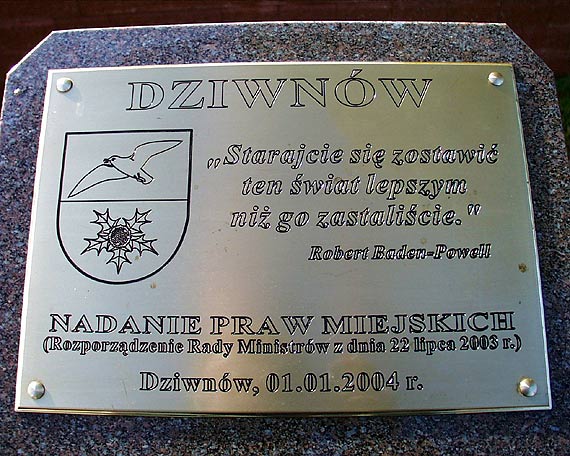 DZIWNÓW
„Starajcie się zostawić
ten świat lepszym
niż go zastaliście."
Robert Baden-Powell
NADANIE PRAW MIEJSKICH
(Rozporządzenie Rady Ministrów z dnia 22 lipca 2003 r.)
Dziwnów, 01.01.2004 r.